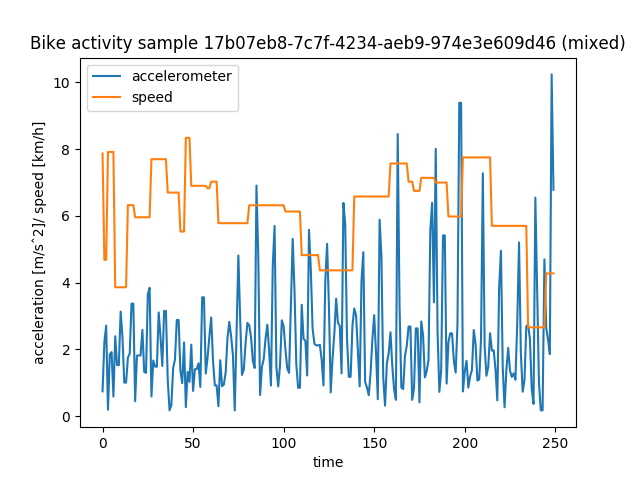 Bike activity sample 17b07eb8-7c7f-4234-aeb9-974e3e609d46 (mixed)
accelerometer
speed
acceleration [m/s^2]/ speed [km/h]
10
8
6
4
2
0
0 50 100 150 200 250
time